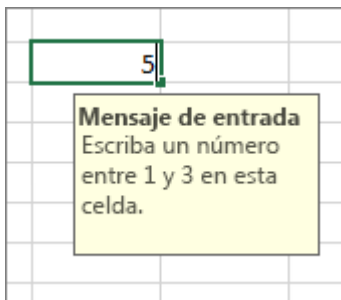 5
Mensaje de entrada
Escriba un número
entre 1 y 3 en esta
celda.